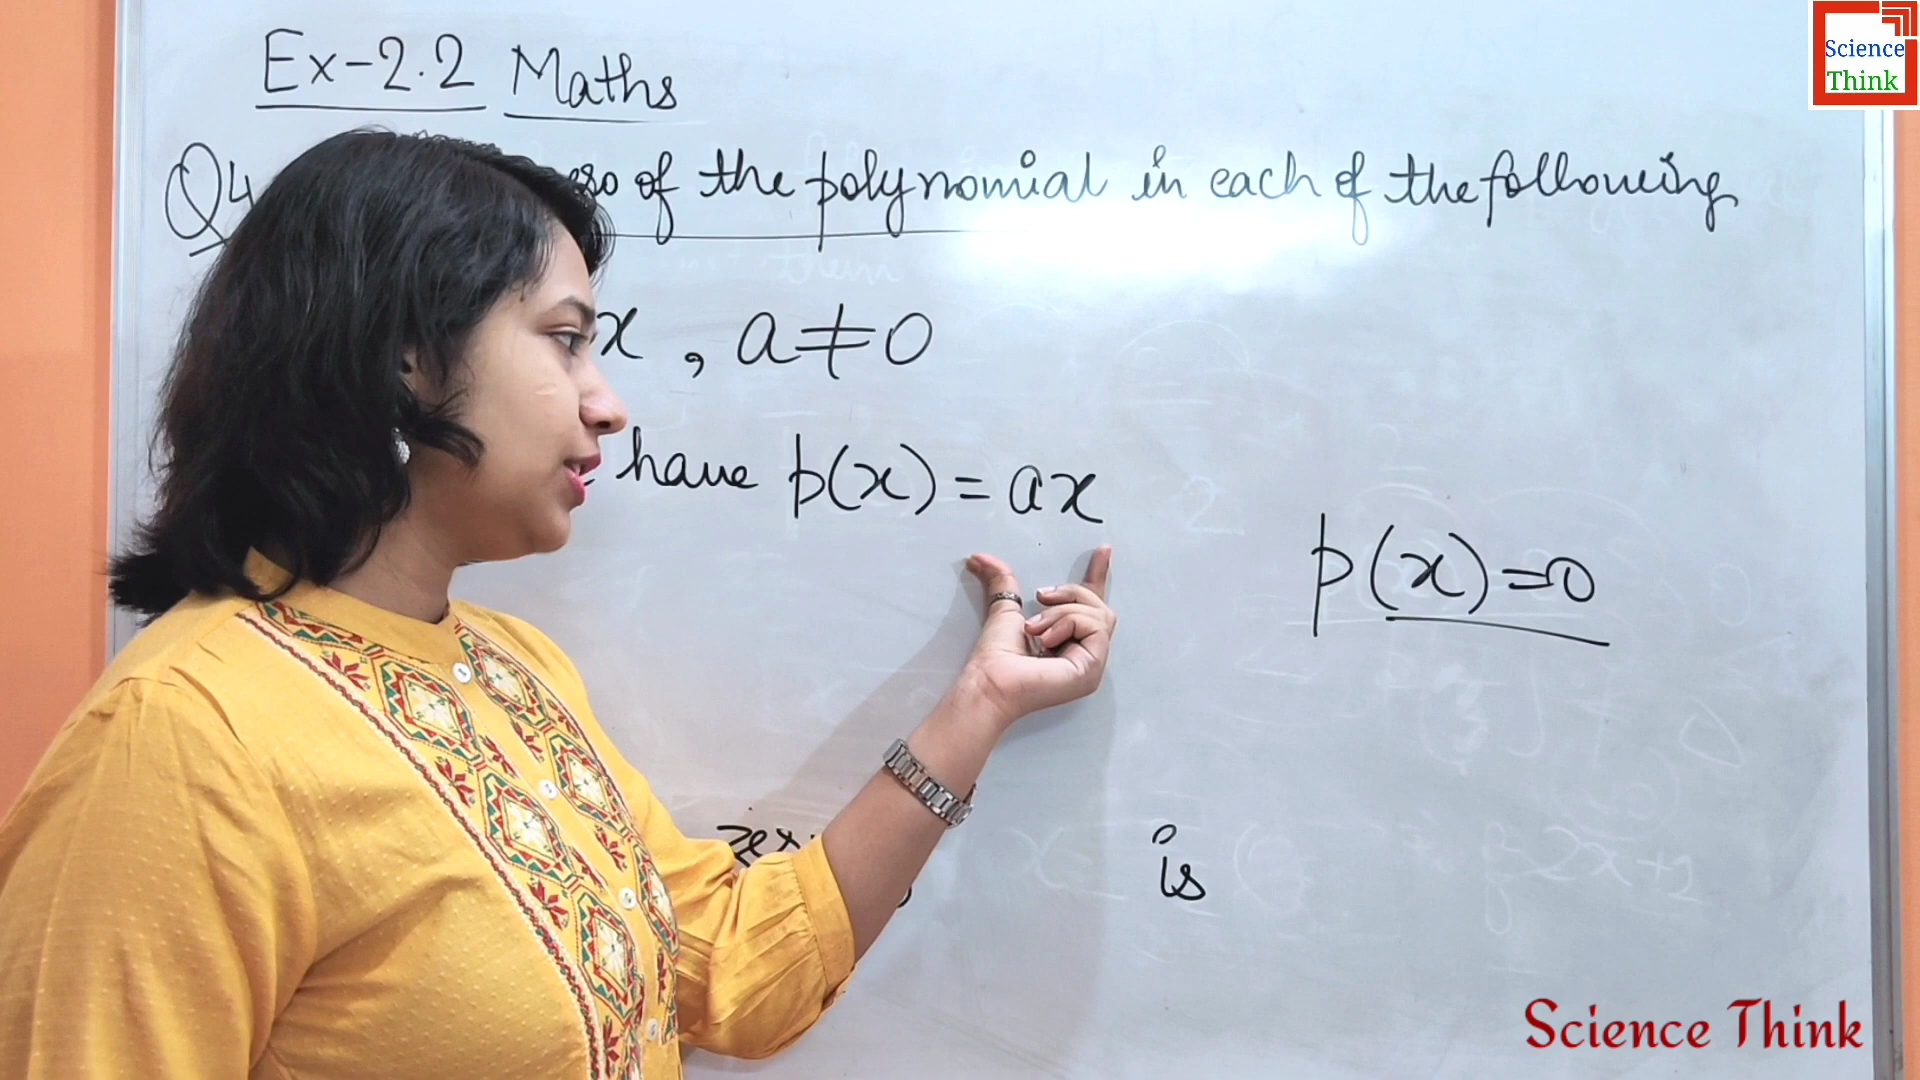 Ex-2.2 Maths
Science
Think
Q4 of the polynomial in each of the following
x , a≠0
have p(x) = ax
p(x)=0
is
Science Think